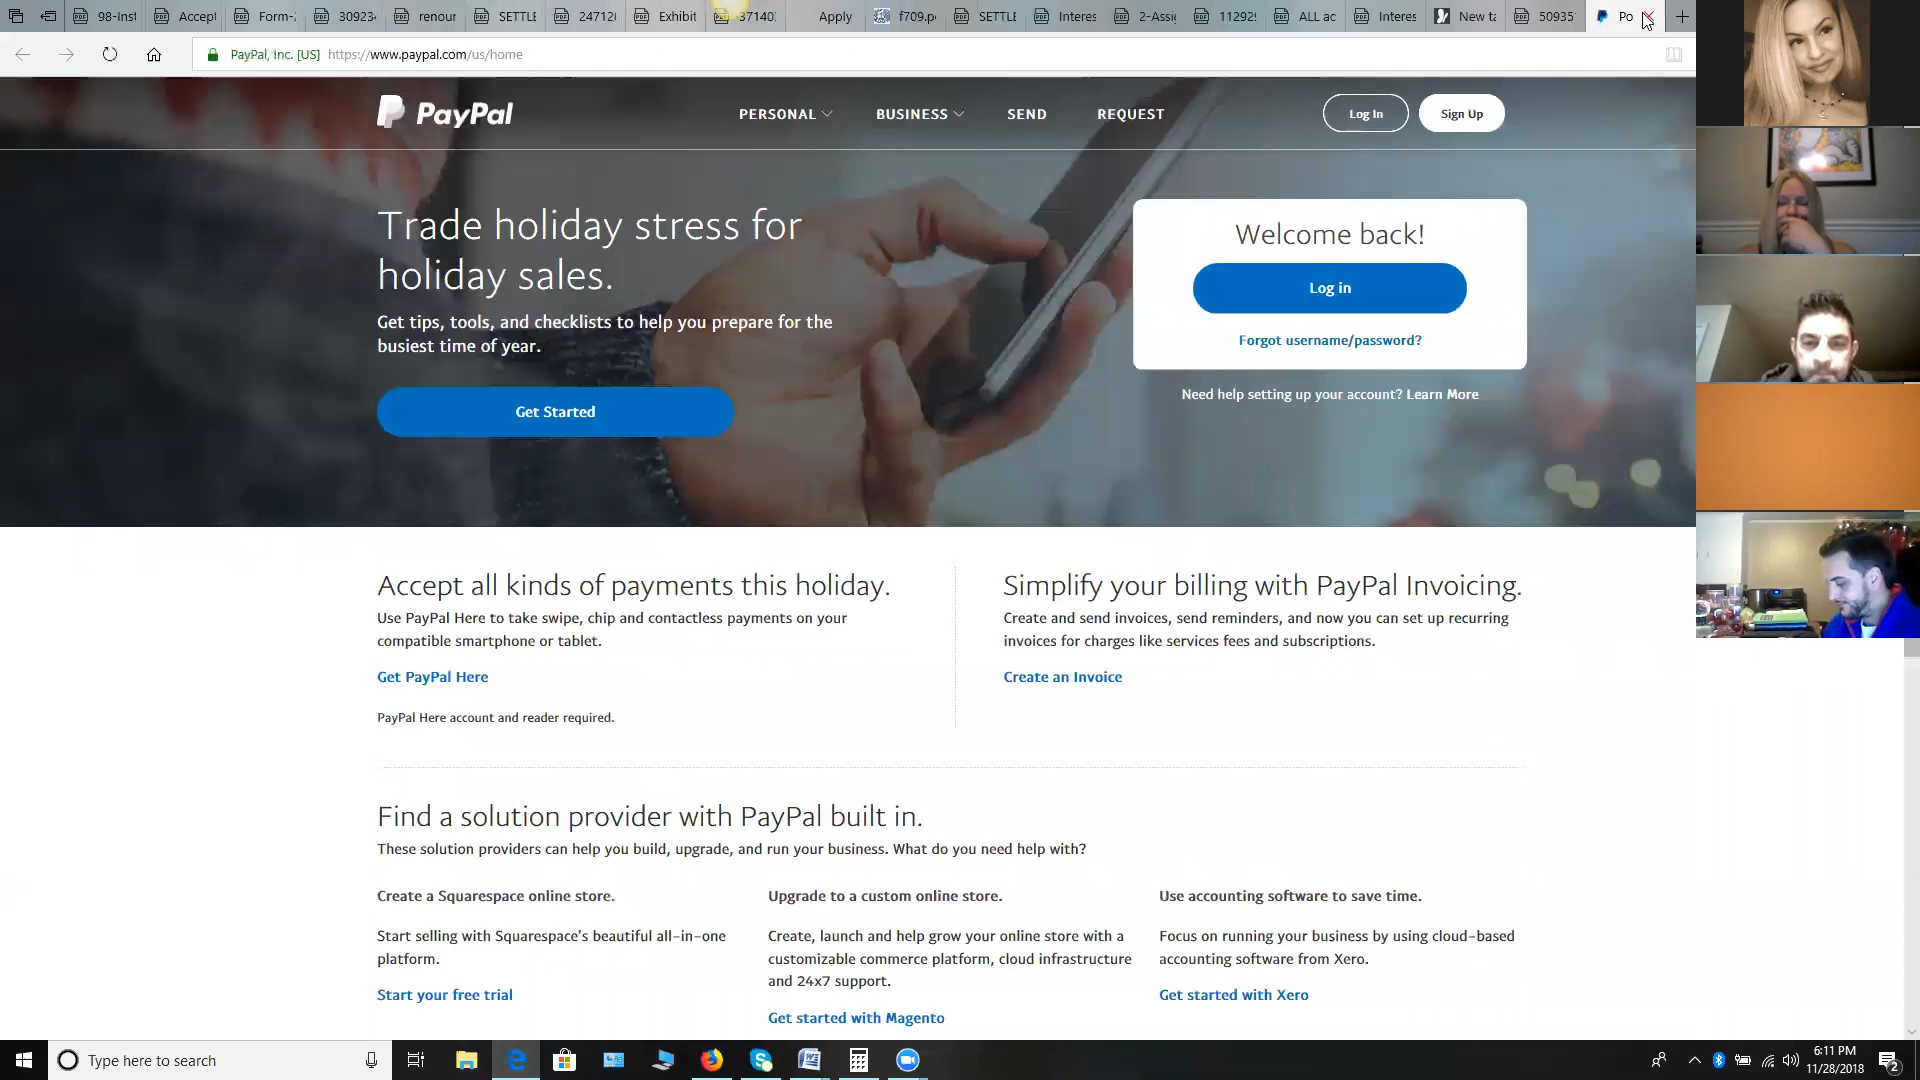 98-Inst
Accept
Form-2
30923
renour
SETTLE
24712
Exhibit
37140
Apply
f709.p
SETTLE
Interes
2-Assig
11292
ALL ac
Interes
New ta
50935
Po
PayPal, Inc. [US] https://www.paypal.com/us/home
PayPal
PERSONAL
BUSINESS
SEND
REQUEST
Log In
Sign Up
Trade holiday stress for
holiday sales.
Get tips, tools, and checklists to help you prepare for the
busiest time of year.
Get Started
Welcome back!
Log in
Forgot username/password?
Need help setting up your account? Learn More
Accept all kinds of payments this holiday.
Use PayPal Here to take swipe, chip and contactless payments on your
compatible smartphone or tablet.
Get PayPal Here
PayPal Here account and reader required.
Simplify your billing with PayPal Invoicing.
Create and send invoices, send reminders, and now you can set up recurring
invoices for charges like services fees and subscriptions.
Create an Invoice
Find a solution provider with PayPal built in.
These solution providers can help you build, upgrade, and run your business. What do you need help with?
Create a Squarespace online store.
Start selling with Squarespace's beautiful all-in-one
platform.
Start your free trial
Upgrade to a custom online store.
Create, launch and help grow your online store with a
customizable commerce platform, cloud infrastructure
and 24x7 support.
Get started with Magento
Use accounting software to save time.
Focus on running your business by using cloud-based
accounting software from Xero.
Get started with Xero
Type here to search
6:11 PM
11/28/2018
2